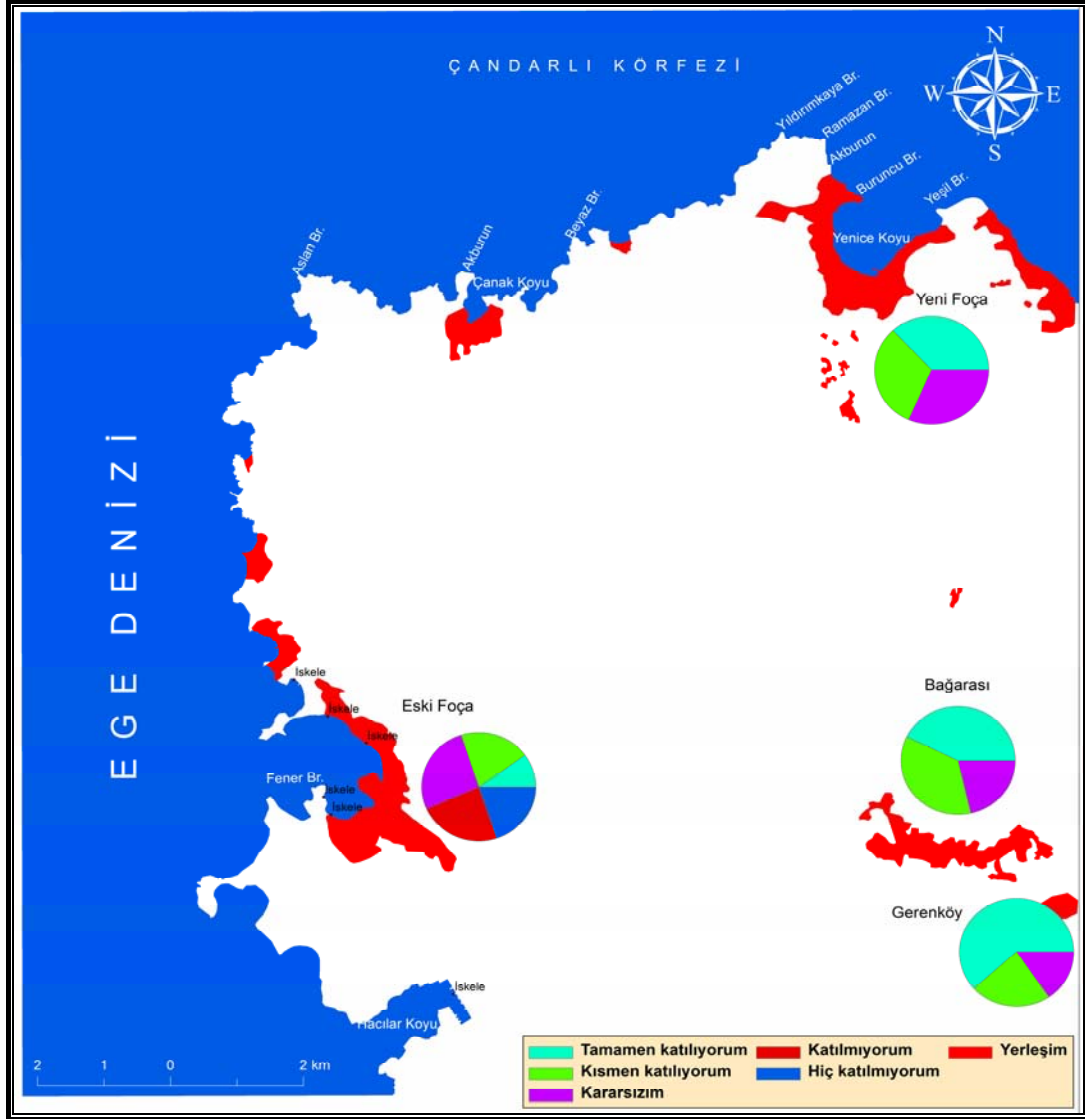 ÇANDARLI KÖRFEZİ
N
W
E
S
Yıldırımkaya Br.
Ramazan Br.
Akburun
Buruncu Br.
Yeşil Br.
Yenice Koyu
Aslan Br.
Akburun
Çanak Koyu
Beyaz Br.
Yeni Foça
EGE DENİZİ
İskele
İskele
İskele
Eski Foça
Bağarası
Fener Br.
İskele
İskele
Gerenköy
İskele
Hacılar Koyu
2 1 0 2 km
Tamamen katılıyorum
Katılmıyorum
Yerleşim
Kısmen katılıyorum
Hiç katılmıyorum
Kararsızım